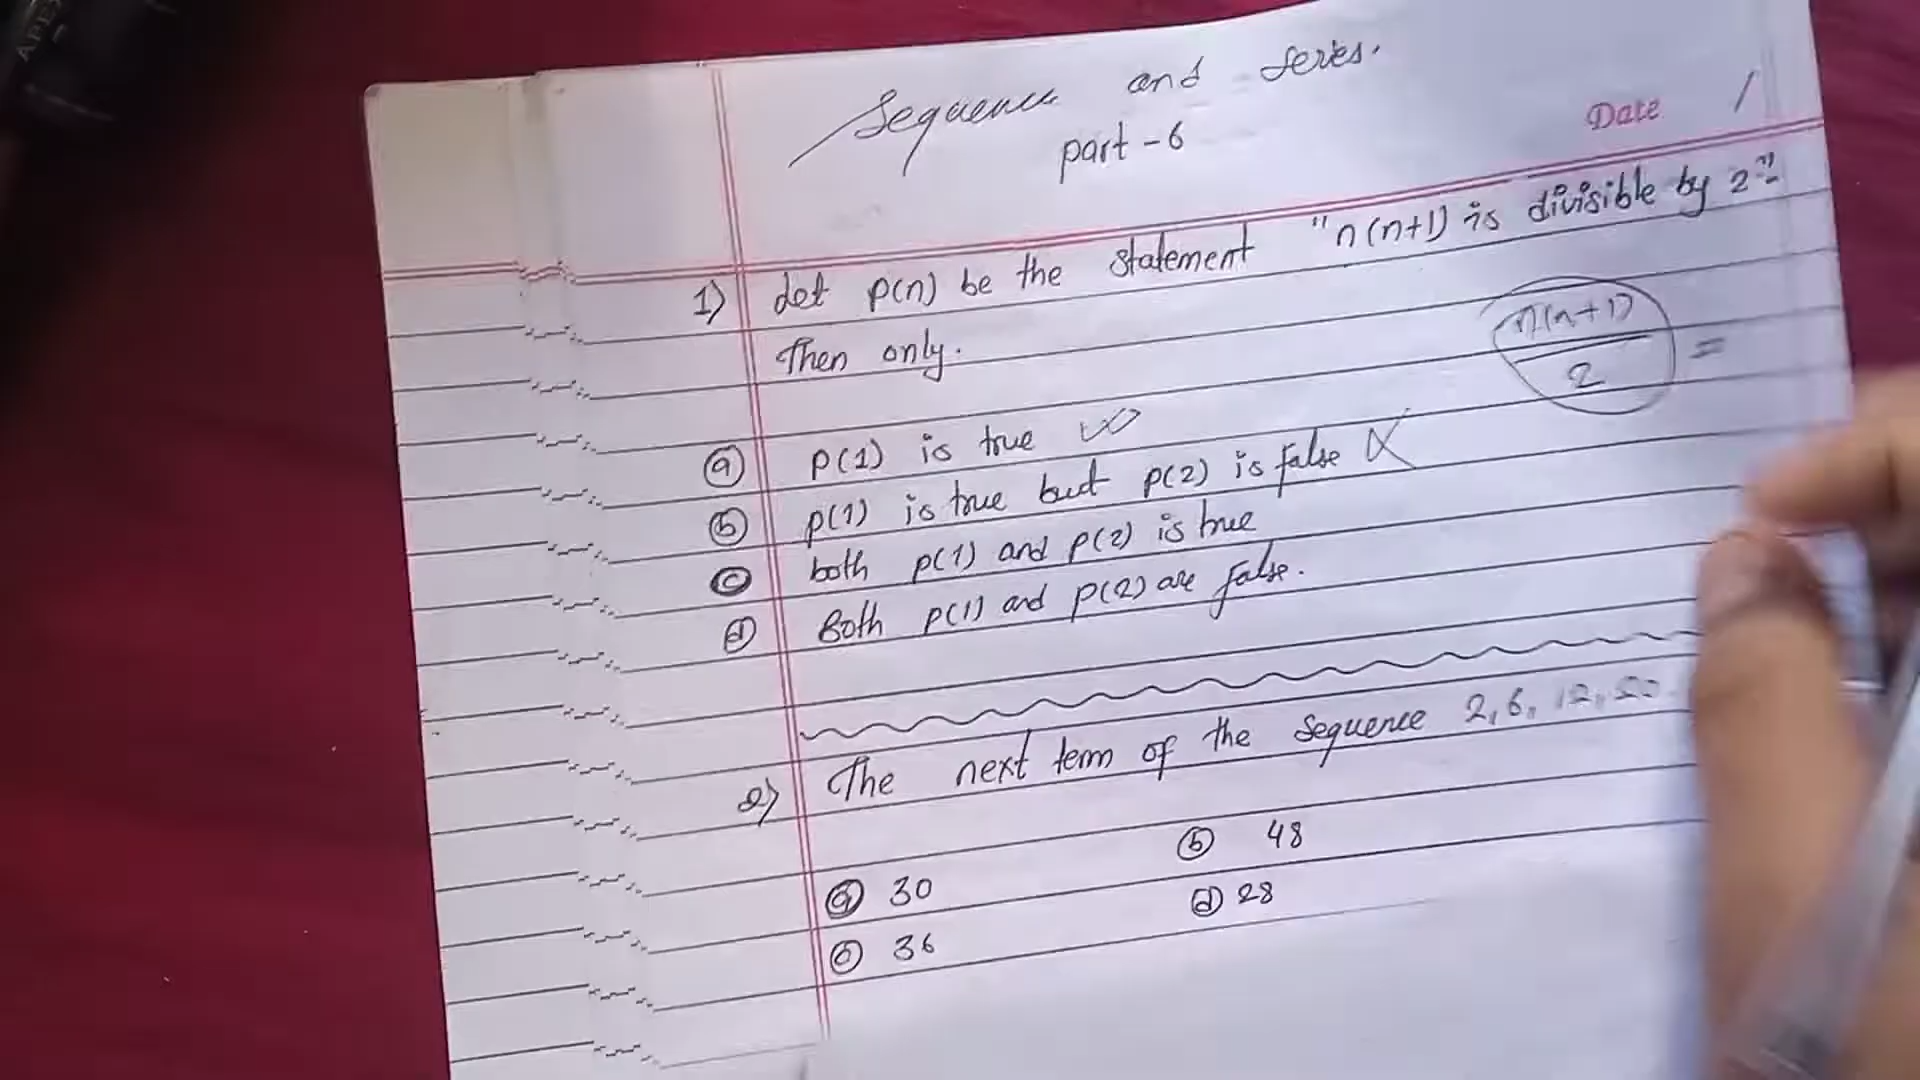 Sequence and series.
part - 6
Date /
1) Let p(n) be the statement "n(n+1) is divisible by 2"
Then only.
n(n+1)
2
=
(a) p(1) is true
(b) p(1) is true but p(2) is false
(c) both p(1) and p(2) is true
(d) Both p(1) and p(2) are false.
2) The next term of the sequence 2, 6, 12, 20
(a) 30
(b) 48
(c) 36
(d) 28